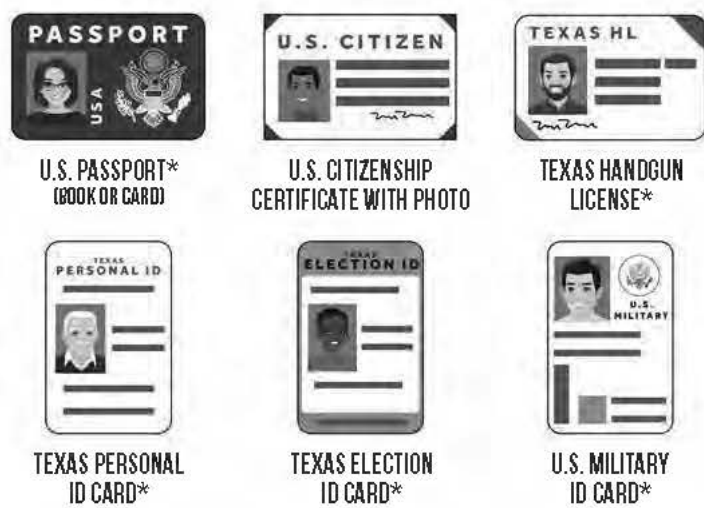 PASSPORT
USA
U.S. PASSPORT*
(BOOK OR CARD)
U.S. CITIZEN
U.S. CITIZENSHIP
CERTIFICATE WITH PHOTO
TEXAS HL
TEXAS HANDGUN
LICENSE*
TEXAS
PERSONAL ID
TEXAS PERSONAL
ID CARD*
TEXAS
ELECTION ID
TEXAS ELECTION
ID CARD*
U.S.
MILITARY
U.S. MILITARY
ID CARD*